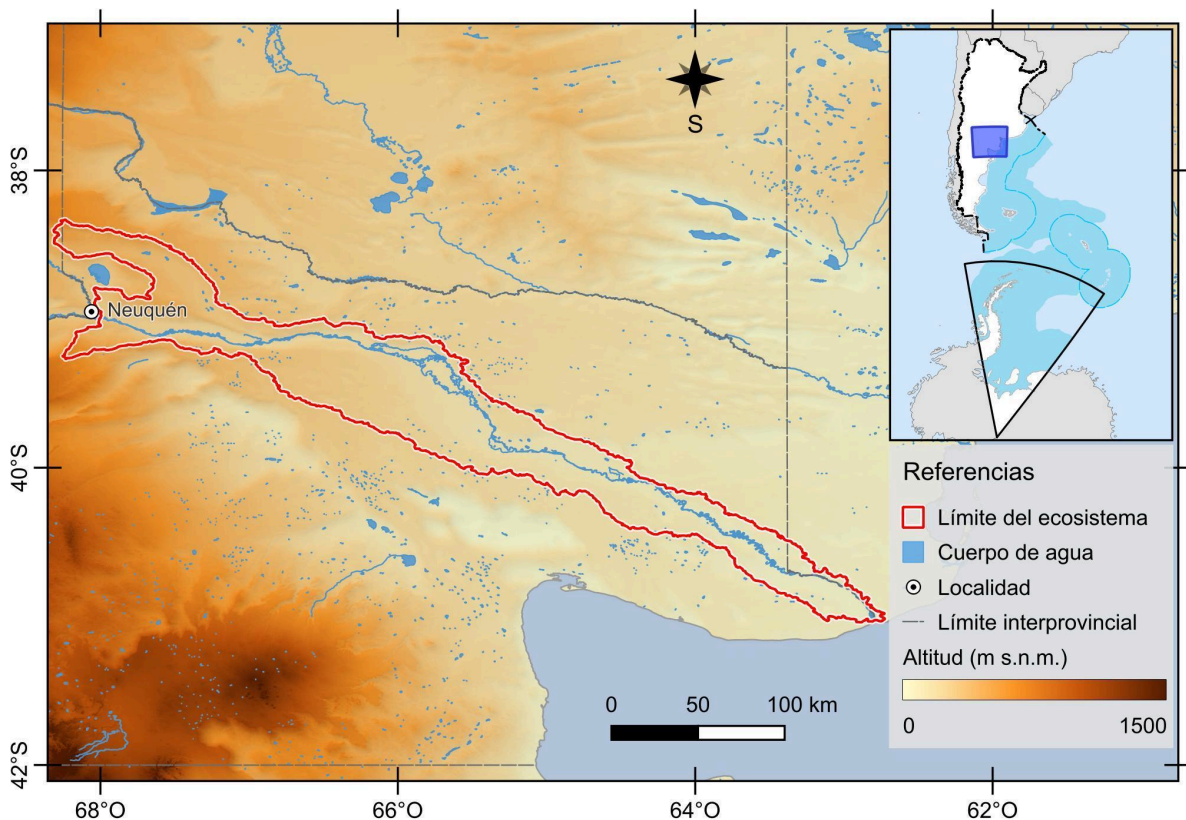 S
38°S
Neuquén
40°S
Referencias
Límite del ecosistema
Cuerpo de agua
Localidad
Límite interprovincial
Altitud (m s.n.m.)
0 1500
0 50 100 km
42°S
68°O 66°O 64°O 62°O